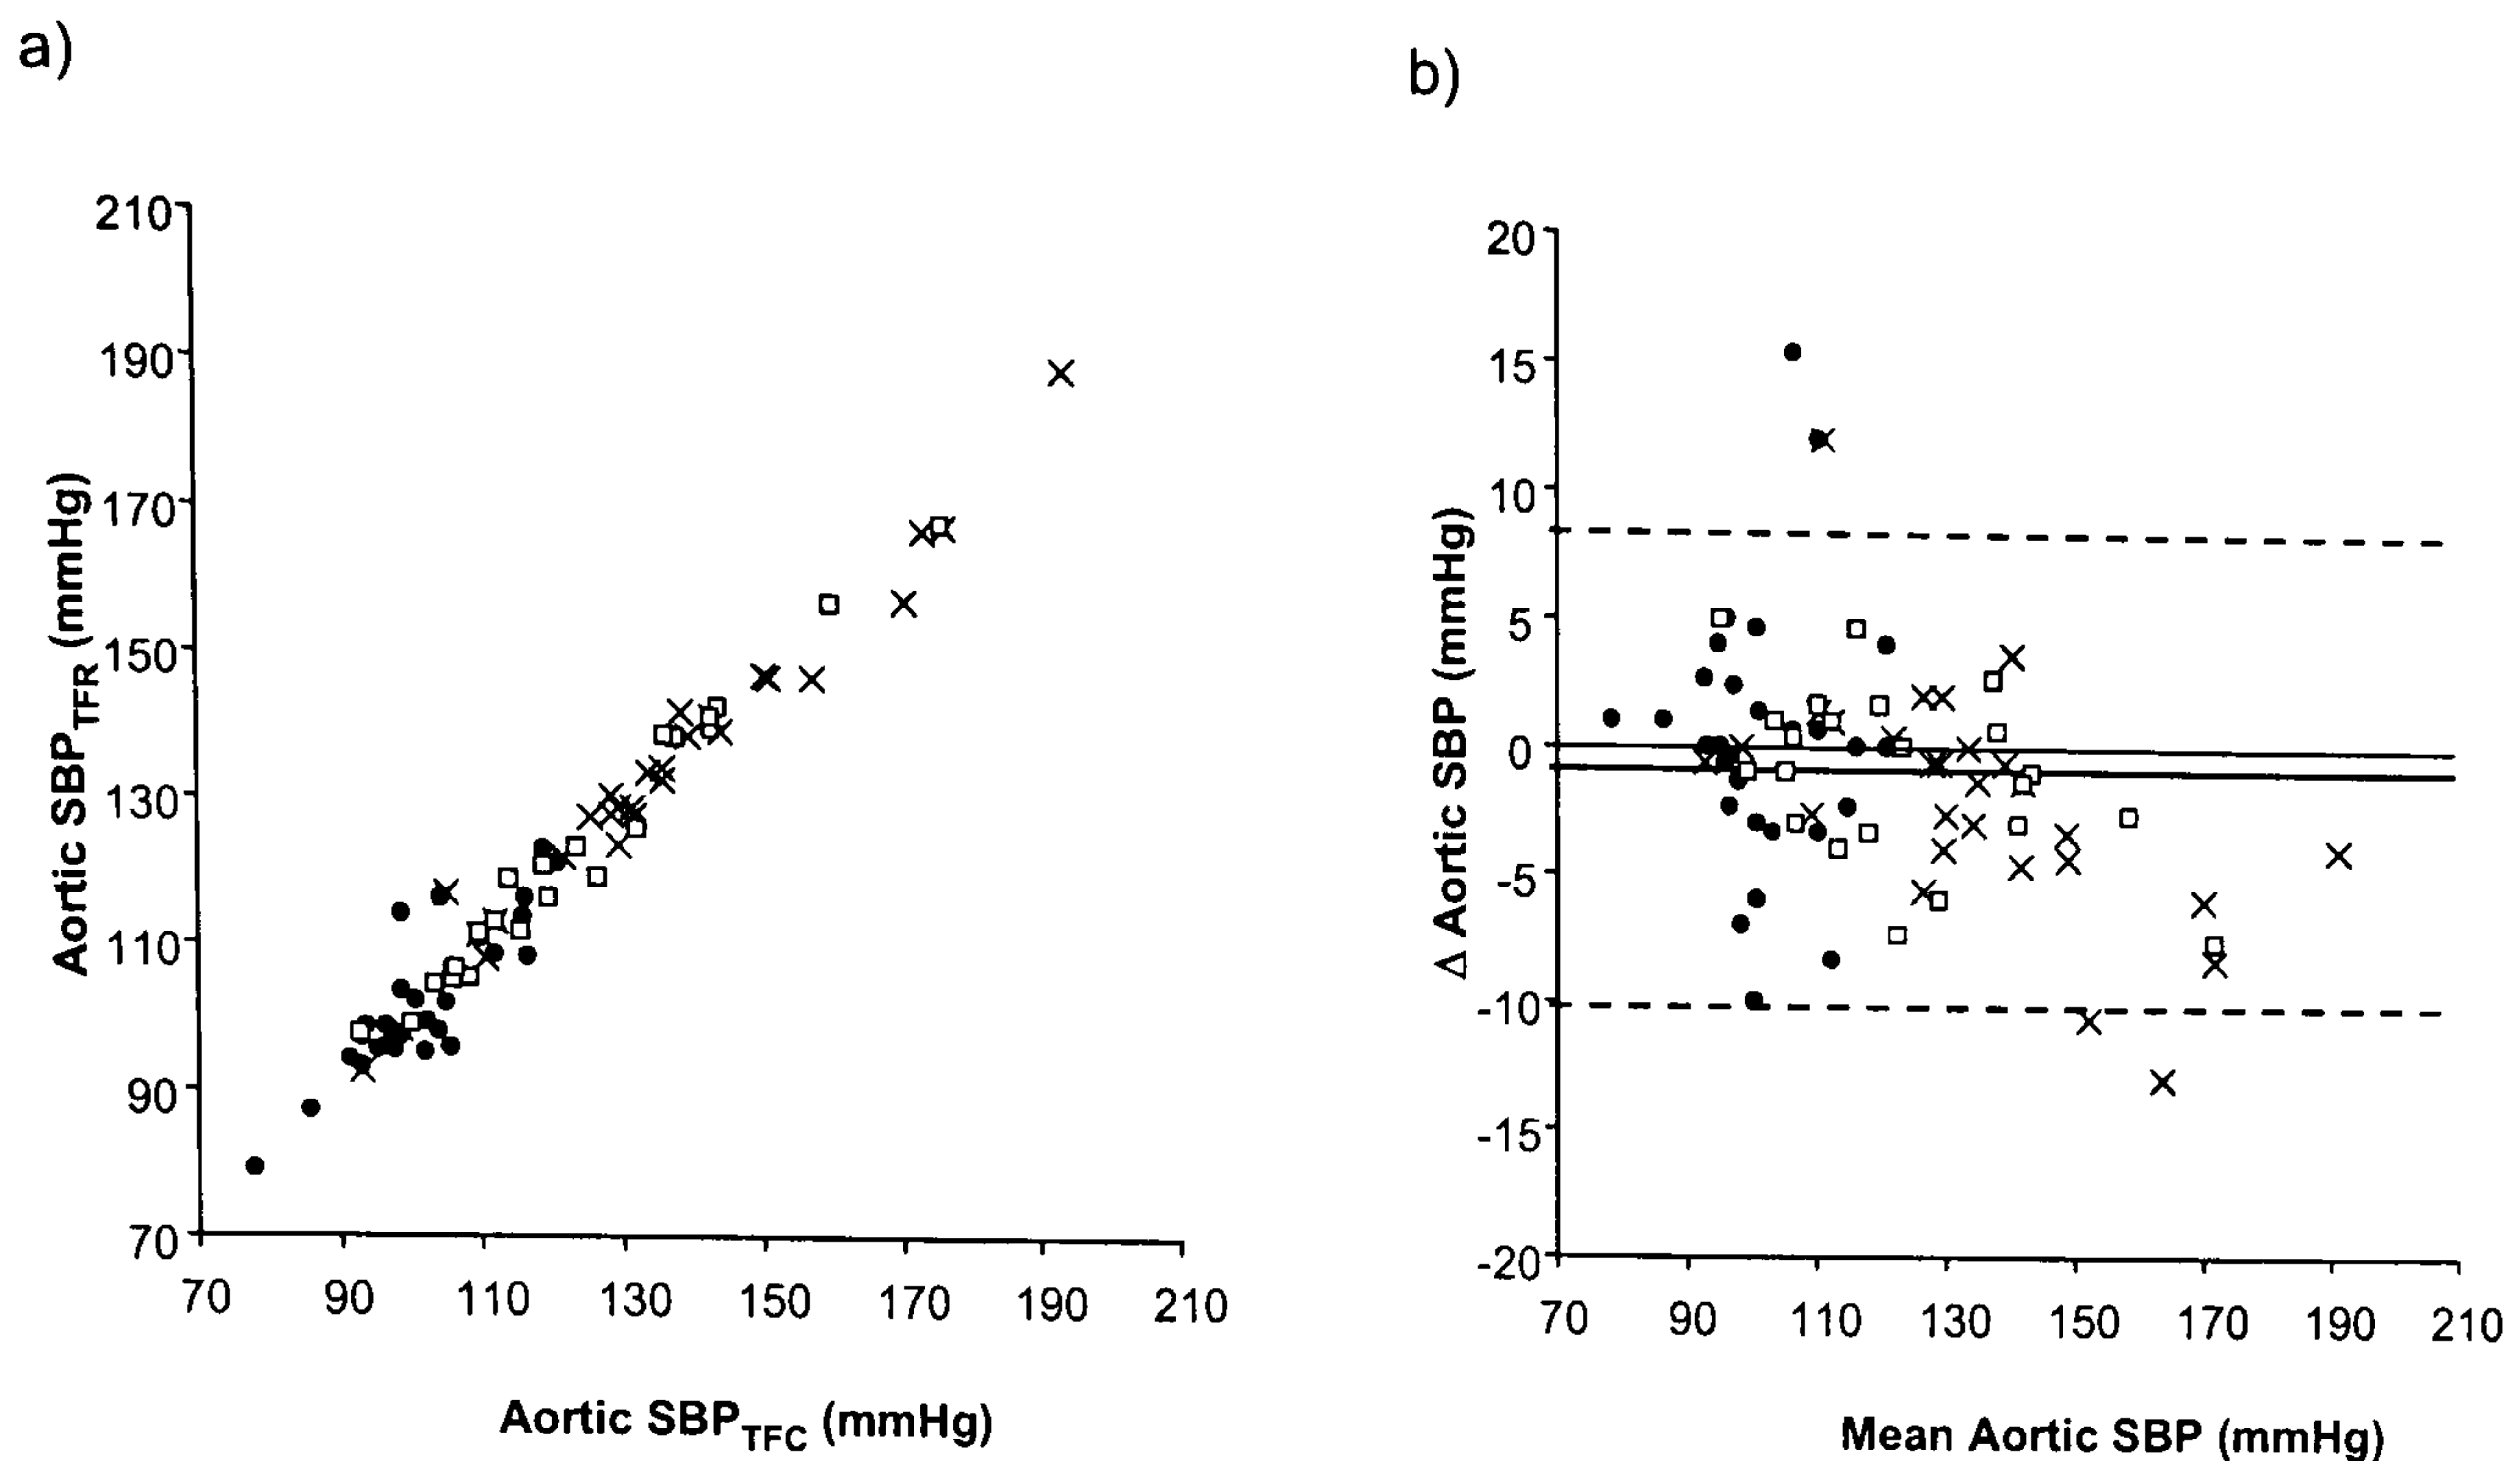 a)
210
190
170
150
130
110
90
70
70 90 110 130 150 170 190 210
Aortic SBPTFR (mmHg)
Aortic SBPTFC (mmHg)
b)
20
15
10
5
0
-5
-10
-15
-20
70 90 110 130 150 170 190 210
Δ Aortic SBP (mmHg)
Mean Aortic SBP (mmHg)